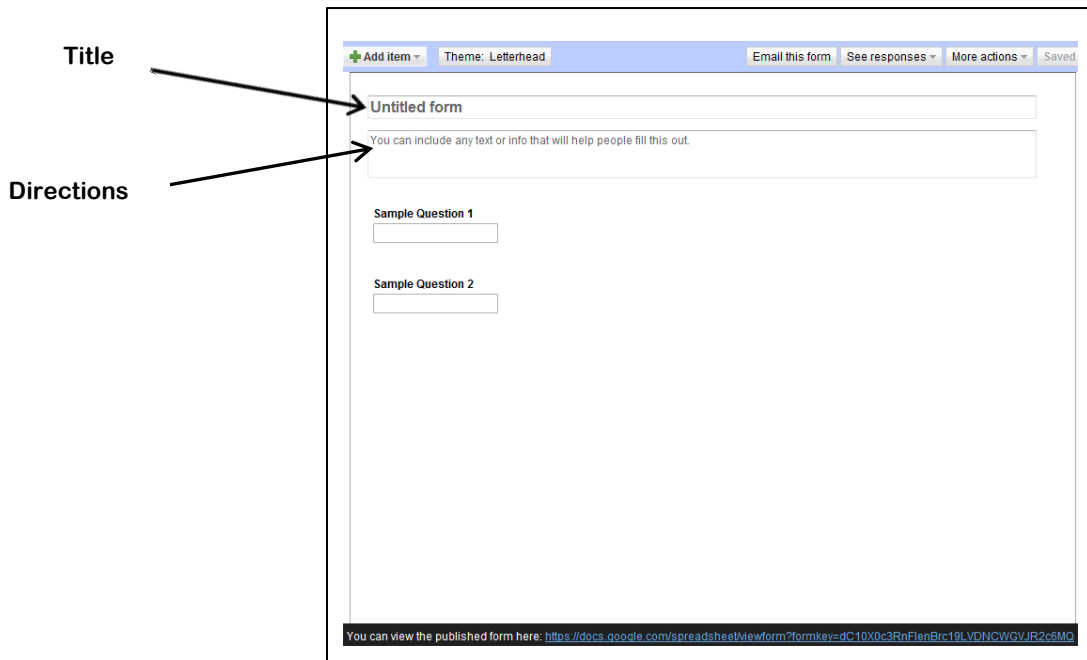 Title
Add item Theme: Letterhead Email this form See responses More actions Saved
Untitled form
You can include any text or info that will help people fill this out.
Directions
Sample Question 1
Sample Question 2
You can view the published form here: https://docs.google.com/spreadsheet/viewform?formkey=dC10X0c3RnFIenBrc19LVDNCWGVJR2c6MQ